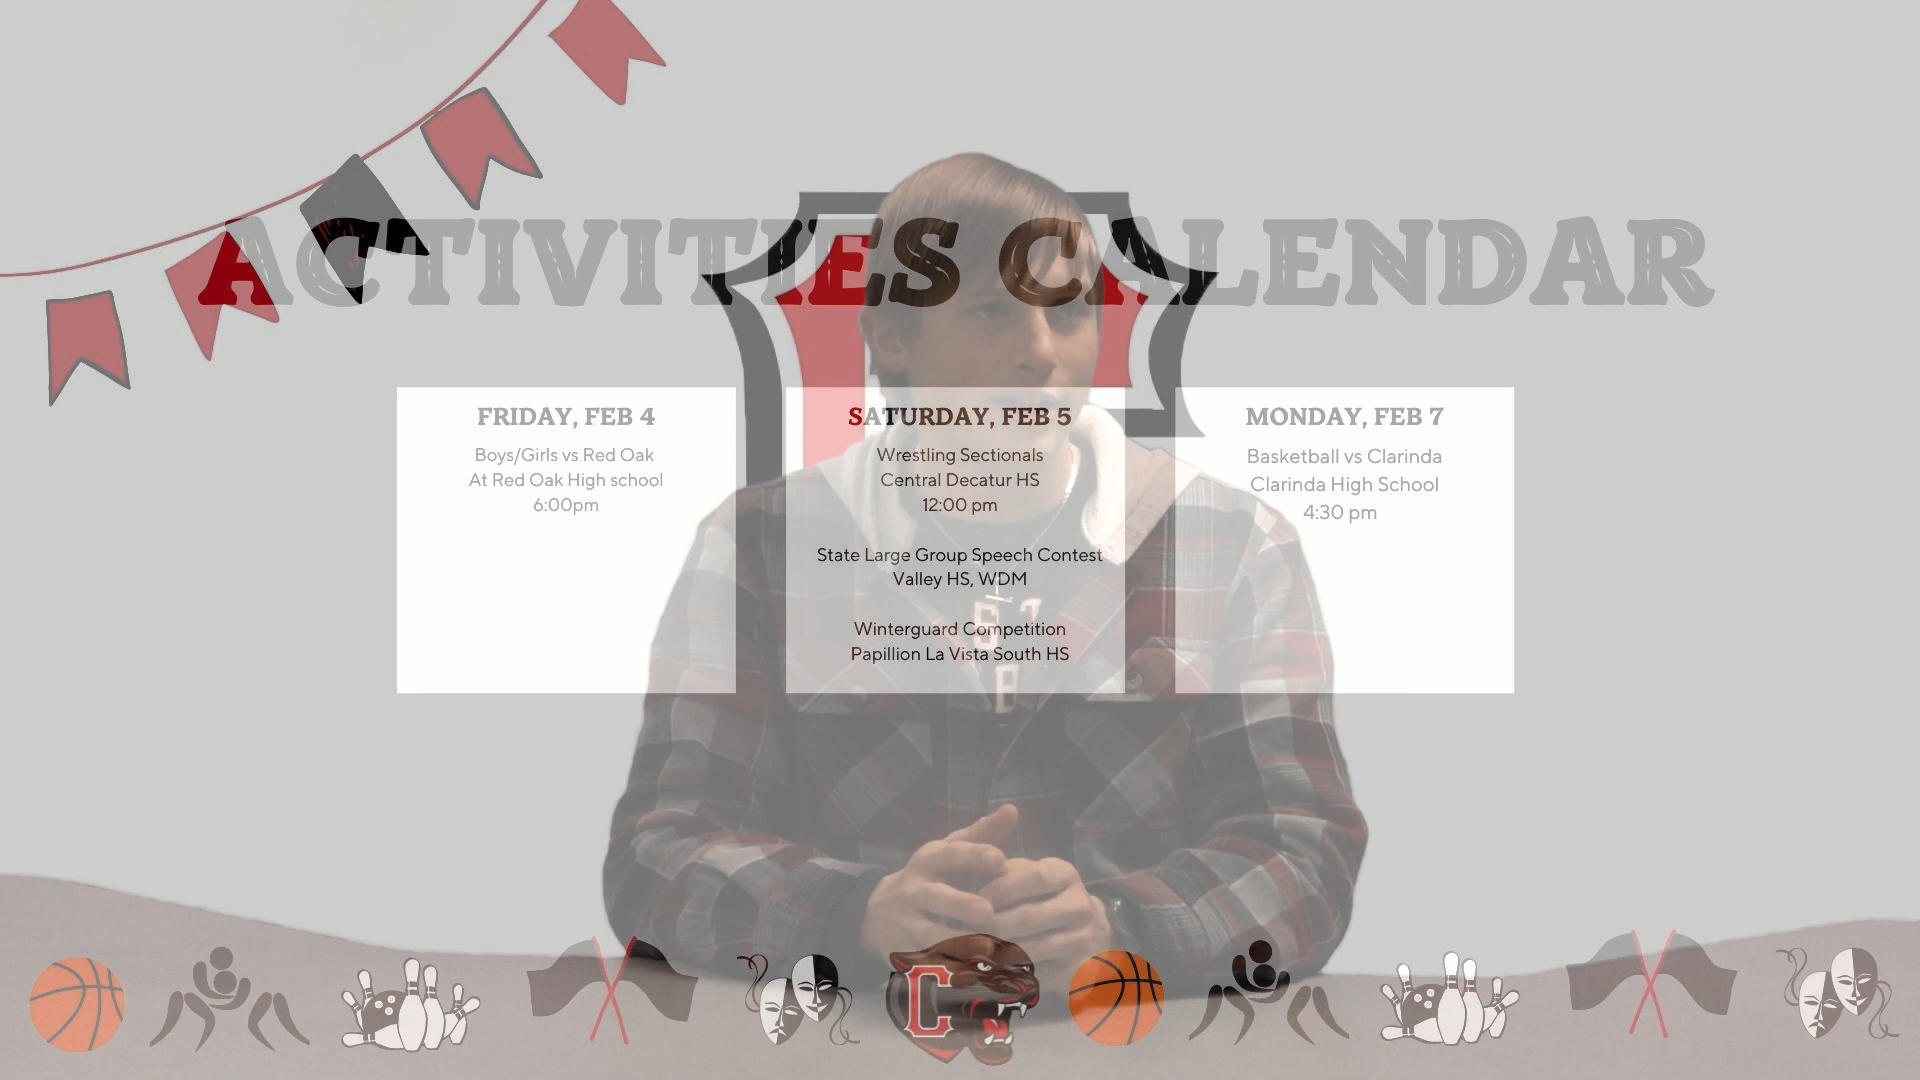 ACTIVITIES CALENDAR
FRIDAY, FEB 4
Boys/Girls vs Red Oak
At Red Oak High school
6:00pm
SATURDAY, FEB 5
Wrestling Sectionals
Central Decatur HS
12:00 pm
State Large Group Speech Contest
Valley HS, WDM
Winterguard Competition
Papillion La Vista South HS
MONDAY, FEB 7
Basketball vs Clarinda
Clarinda High School
4:30 pm
C